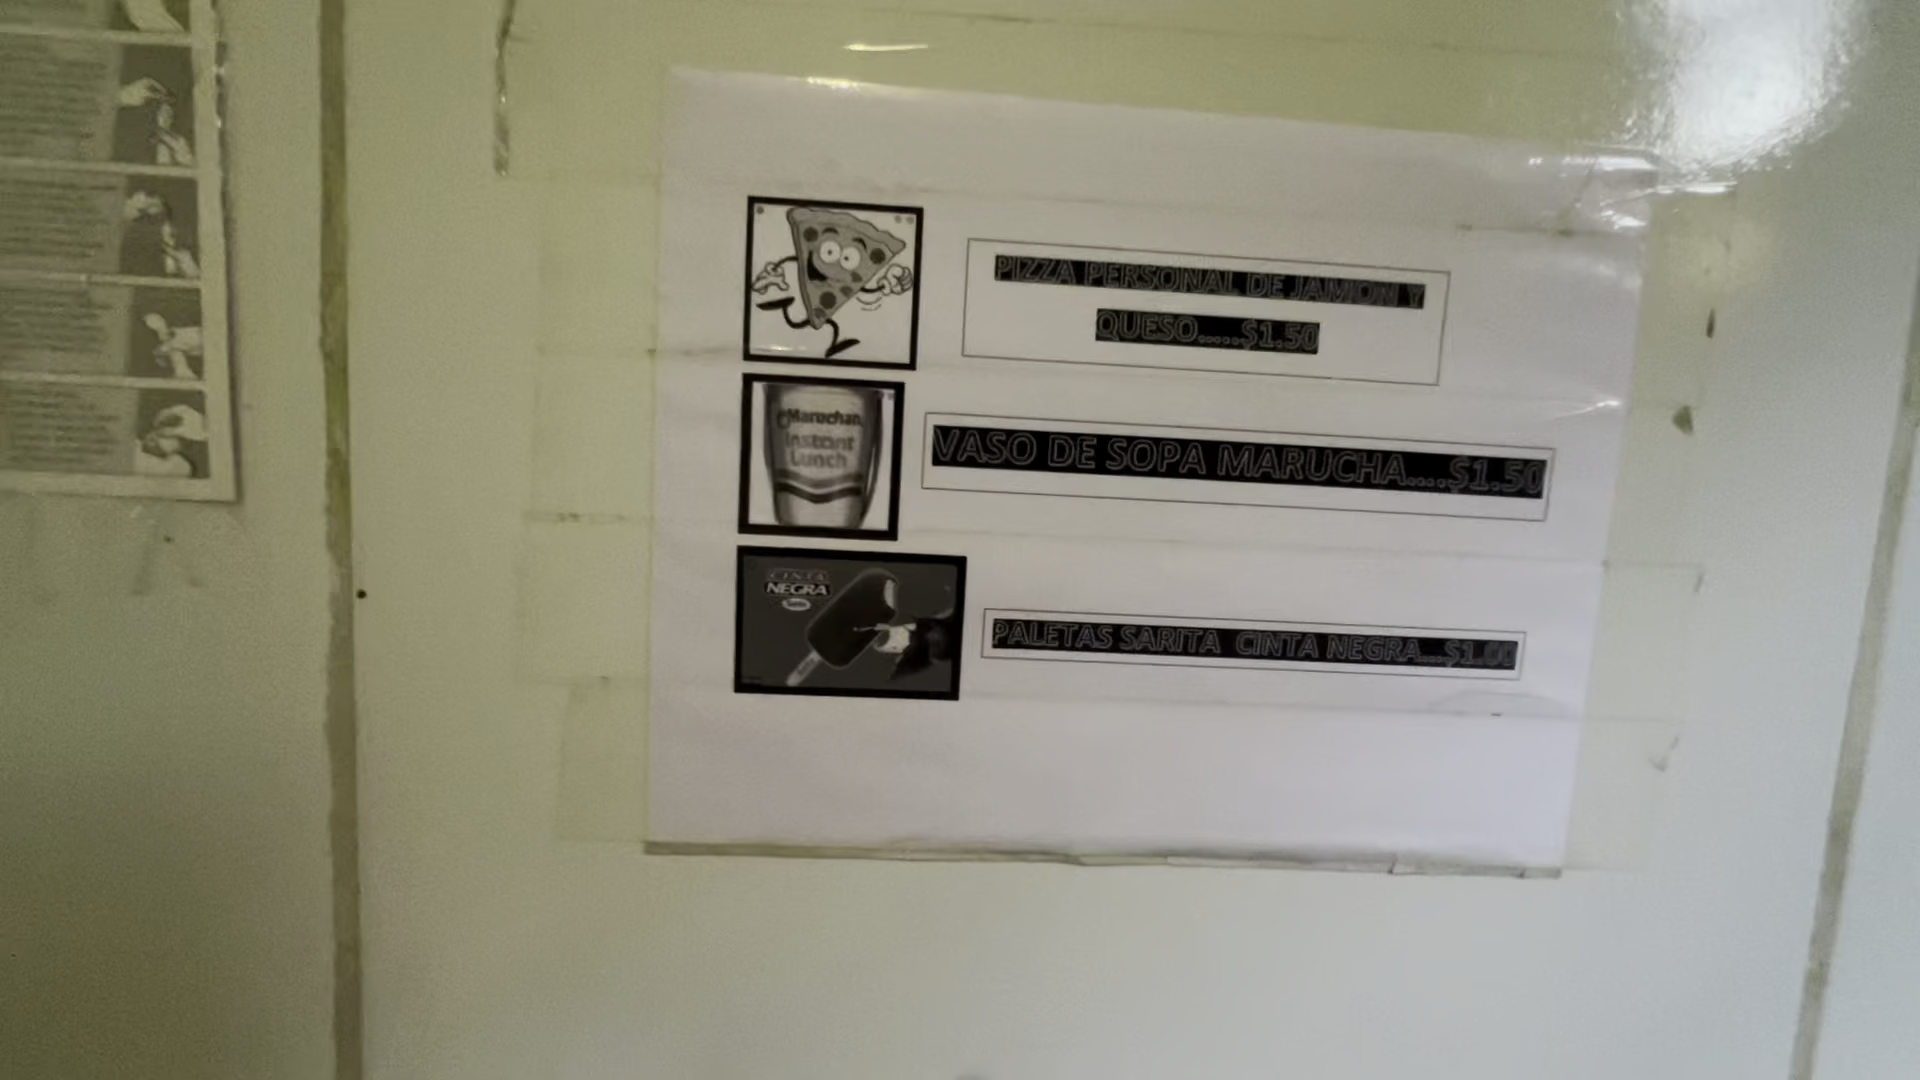 PIZZA PERSONAL DE JAMON Y
QUESO.....$1.50
Maruchan
Instant
Lunch
VASO DE SOPA MARUCHA....$1.50
CINTA
NEGRA
PALETAS SARITA CINTA NEGRA....$1.00